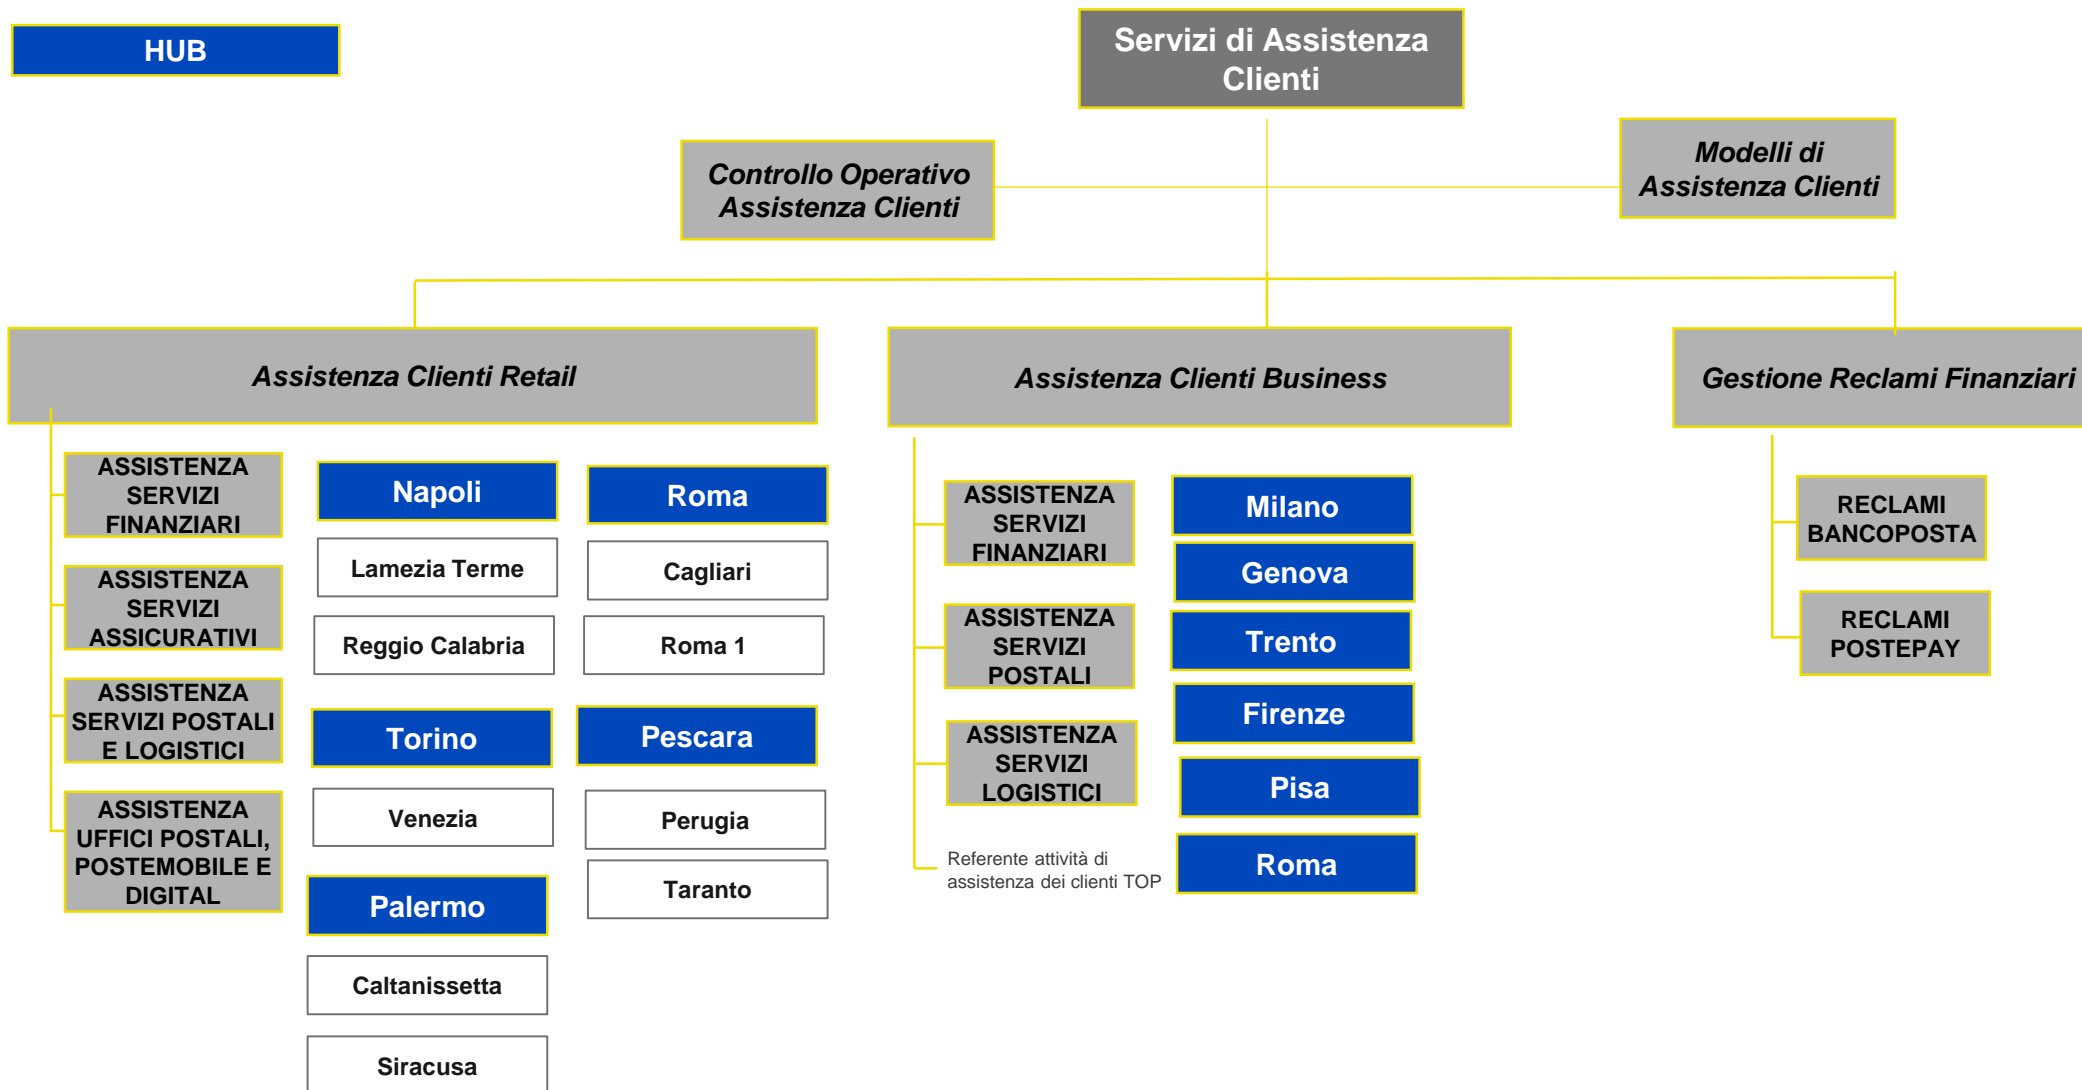 HUB
Servizi di Assistenza
Clienti
Controllo Operativo
Assistenza Clienti
Modelli di
Assistenza Clienti
Assistenza Clienti Retail
Assistenza Clienti Business
Gestione Reclami Finanziari
ASSISTENZA
SERVIZI
FINANZIARI
ASSISTENZA
SERVIZI
ASSICURATIVI
ASSISTENZA
SERVIZI POSTALI
E LOGISTICI
ASSISTENZA
UFFICI POSTALI,
POSTEMOBILE E
DIGITAL
Napoli
Lamezia Terme
Reggio Calabria
Torino
Venezia
Palermo
Caltanissetta
Siracusa
Roma
Cagliari
Roma 1
Pescara
Perugia
Taranto
ASSISTENZA
SERVIZI
FINANZIARI
ASSISTENZA
SERVIZI
POSTALI
ASSISTENZA
SERVIZI
LOGISTICI
Referente attività di
assistenza dei clienti TOP
Milano
Genova
Trento
Firenze
Pisa
Roma
RECLAMI
BANCOPOSTA
RECLAMI
POSTEPAY